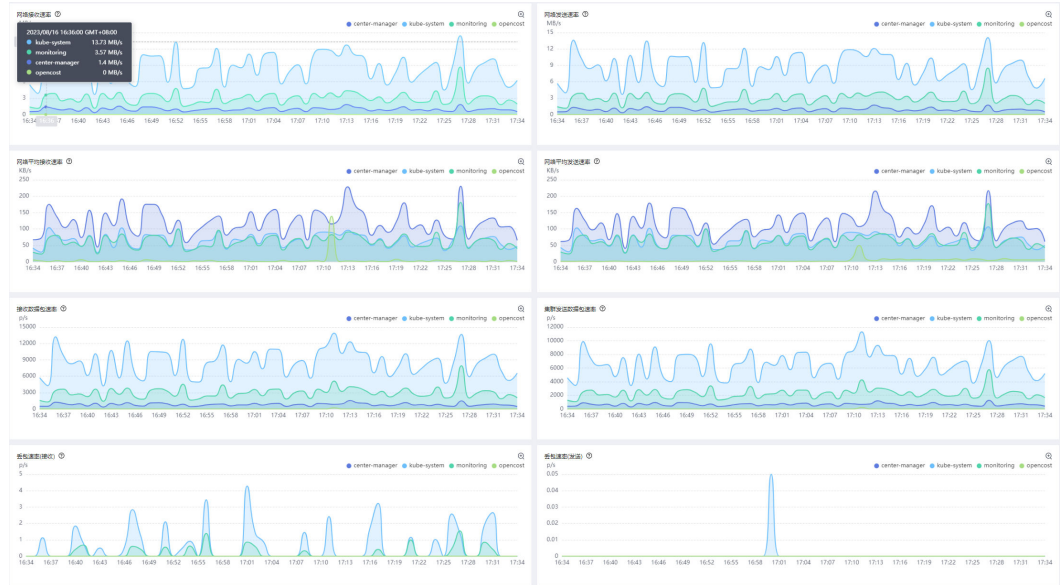 网络接收速率
MB/s
center-manager kube-system monitoring opencost
2023/08/16 16:36:00 GMT+08:00
kube-system 13.73 MB/s
monitoring 3.57 MB/s
center-manager 1.4 MB/s
opencost 0 MB/s
3
0
16:34 16:36 7 16:40 16:43 16:46 16:49 16:52 16:55 16:58 17:01 17:04 17:07 17:10 17:13 17:16 17:19 17:22 17:25 17:28 17:31 17:34
网络发送速率
MB/s
center-manager kube-system monitoring opencost
15
12
9
6
3
0
16:34 16:37 16:40 16:43 16:46 16:49 16:52 16:55 16:58 17:01 17:04 17:07 17:10 17:13 17:16 17:19 17:22 17:25 17:28 17:31 17:34
网络平均接收速率
KB/s
center-manager kube-system monitoring opencost
250
200
150
100
50
0
16:34 16:37 16:40 16:43 16:46 16:49 16:52 16:55 16:58 17:01 17:04 17:07 17:10 17:13 17:16 17:19 17:22 17:25 17:28 17:31 17:34
网络平均发送速率
KB/s
center-manager kube-system monitoring opencost
250
200
150
100
50
0
16:34 16:37 16:40 16:43 16:46 16:49 16:52 16:55 16:58 17:01 17:04 17:07 17:10 17:13 17:16 17:19 17:22 17:25 17:28 17:31 17:34
接收数据包速率
p/s
center-manager kube-system monitoring opencost
15000
12000
9000
6000
3000
0
16:34 16:37 16:40 16:43 16:46 16:49 16:52 16:55 16:58 17:01 17:04 17:07 17:10 17:13 17:16 17:19 17:22 17:25 17:28 17:31 17:34
集群发送数据包速率
p/s
center-manager kube-system monitoring opencost
12000
10000
8000
6000
4000
2000
0
16:34 16:37 16:40 16:43 16:46 16:49 16:52 16:55 16:58 17:01 17:04 17:07 17:10 17:13 17:16 17:19 17:22 17:25 17:28 17:31 17:34
丢包速率(接收)
p/s
center-manager kube-system monitoring opencost
5
4
3
2
1
0
16:34 16:37 16:40 16:43 16:46 16:49 16:52 16:55 16:58 17:01 17:04 17:07 17:10 17:13 17:16 17:19 17:22 17:25 17:28 17:31 17:34
丢包速率(发送)
p/s
center-manager kube-system monitoring opencost
0.05
0.04
0.03
0.02
0.01
0
16:34 16:37 16:40 16:43 16:46 16:49 16:52 16:55 16:58 17:01 17:04 17:07 17:10 17:13 17:16 17:19 17:22 17:25 17:28 17:31 17:34